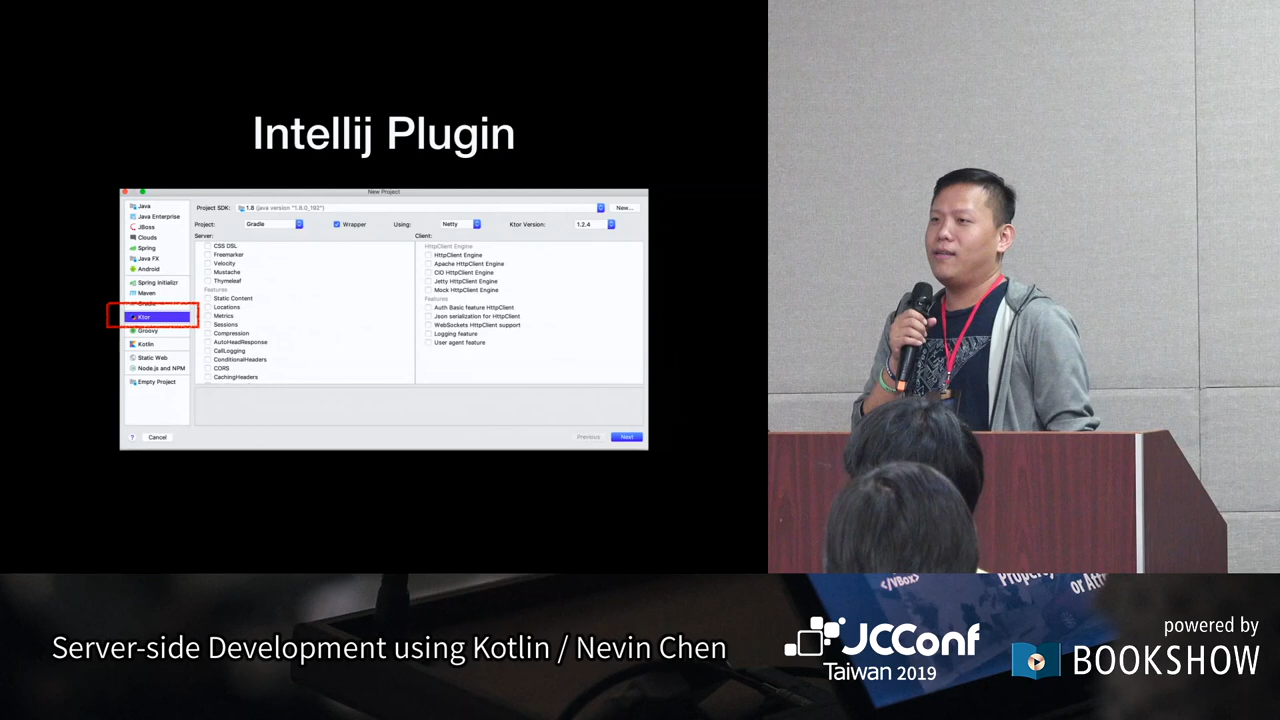 Intellij Plugin
New Project
Java
Java Enterprise
JBoss
Clouds
Spring
Java FX
Android
Spring Initializr
Maven
Gradle
Ktor
Groovy
Kotlin
Static Web
Node.js and NPM
Empty Project
Project SDK: 1.8 (java version "1.8.0_192") New...
Project: Gradle Wrapper Using: Netty Ktor Version: 1.2.4
Server:
CSS DSL
Freemarker
Velocity
Mustache
Thymeleaf
Features
Static Content
Locations
Metrics
Sessions
Compression
AutoHeadResponse
CallLogging
ConditionalHeaders
CORS
CachingHeaders
Client:
HttpClient Engine
HttpClient Engine
Apache HttpClient Engine
CIO HttpClient Engine
Jetty HttpClient Engine
Mock HttpClient Engine
Features
Auth Basic feature HttpClient
Json serialization for HttpClient
WebSockets HttpClient support
Logging feature
User agent feature
? Cancel Previous Next
</VBox>
or
Server-side Development using Kotlin / Nevin Chen
JCConf
Taiwan 2019
powered by
BOOKSHOW